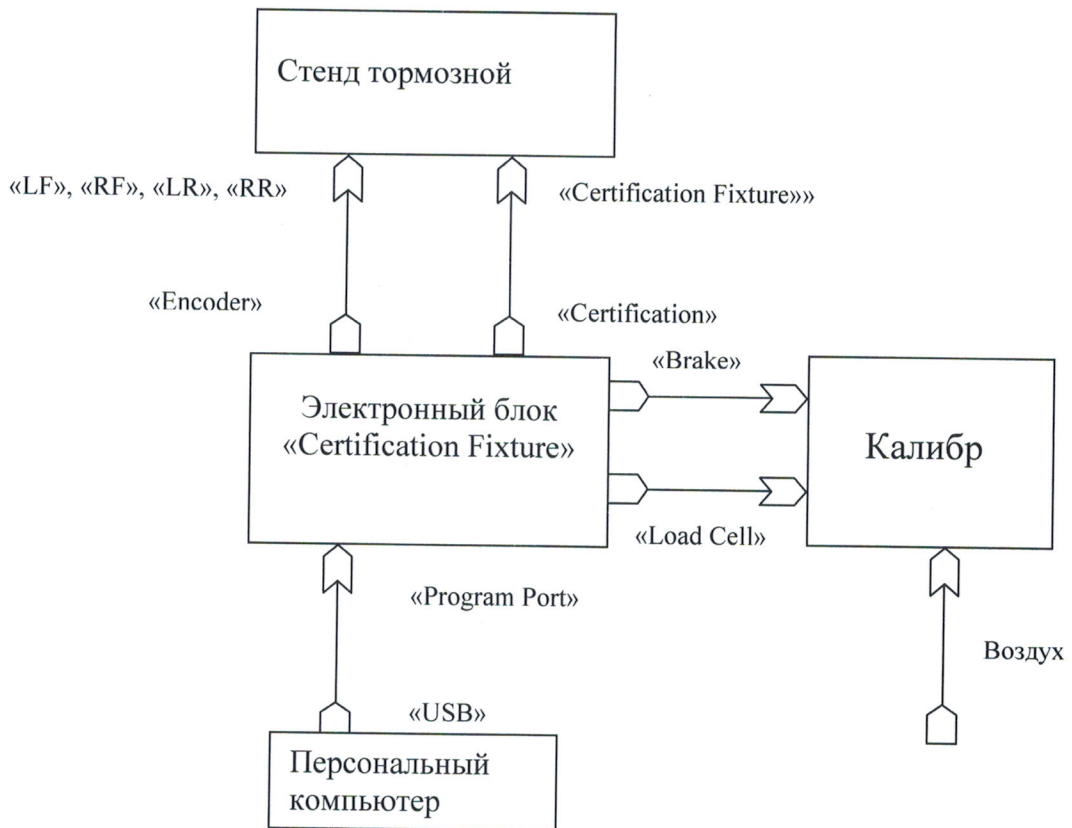 Стенд тормозной
«LF», «RF», «LR», «RR»
«Certification Fixture»»
«Encoder»
«Certification»
«Brake»
Электронный блок
«Certification Fixture»
Калибр
«Load Cell»
«Program Port»
Воздух
«USB»
Персональный
компьютер